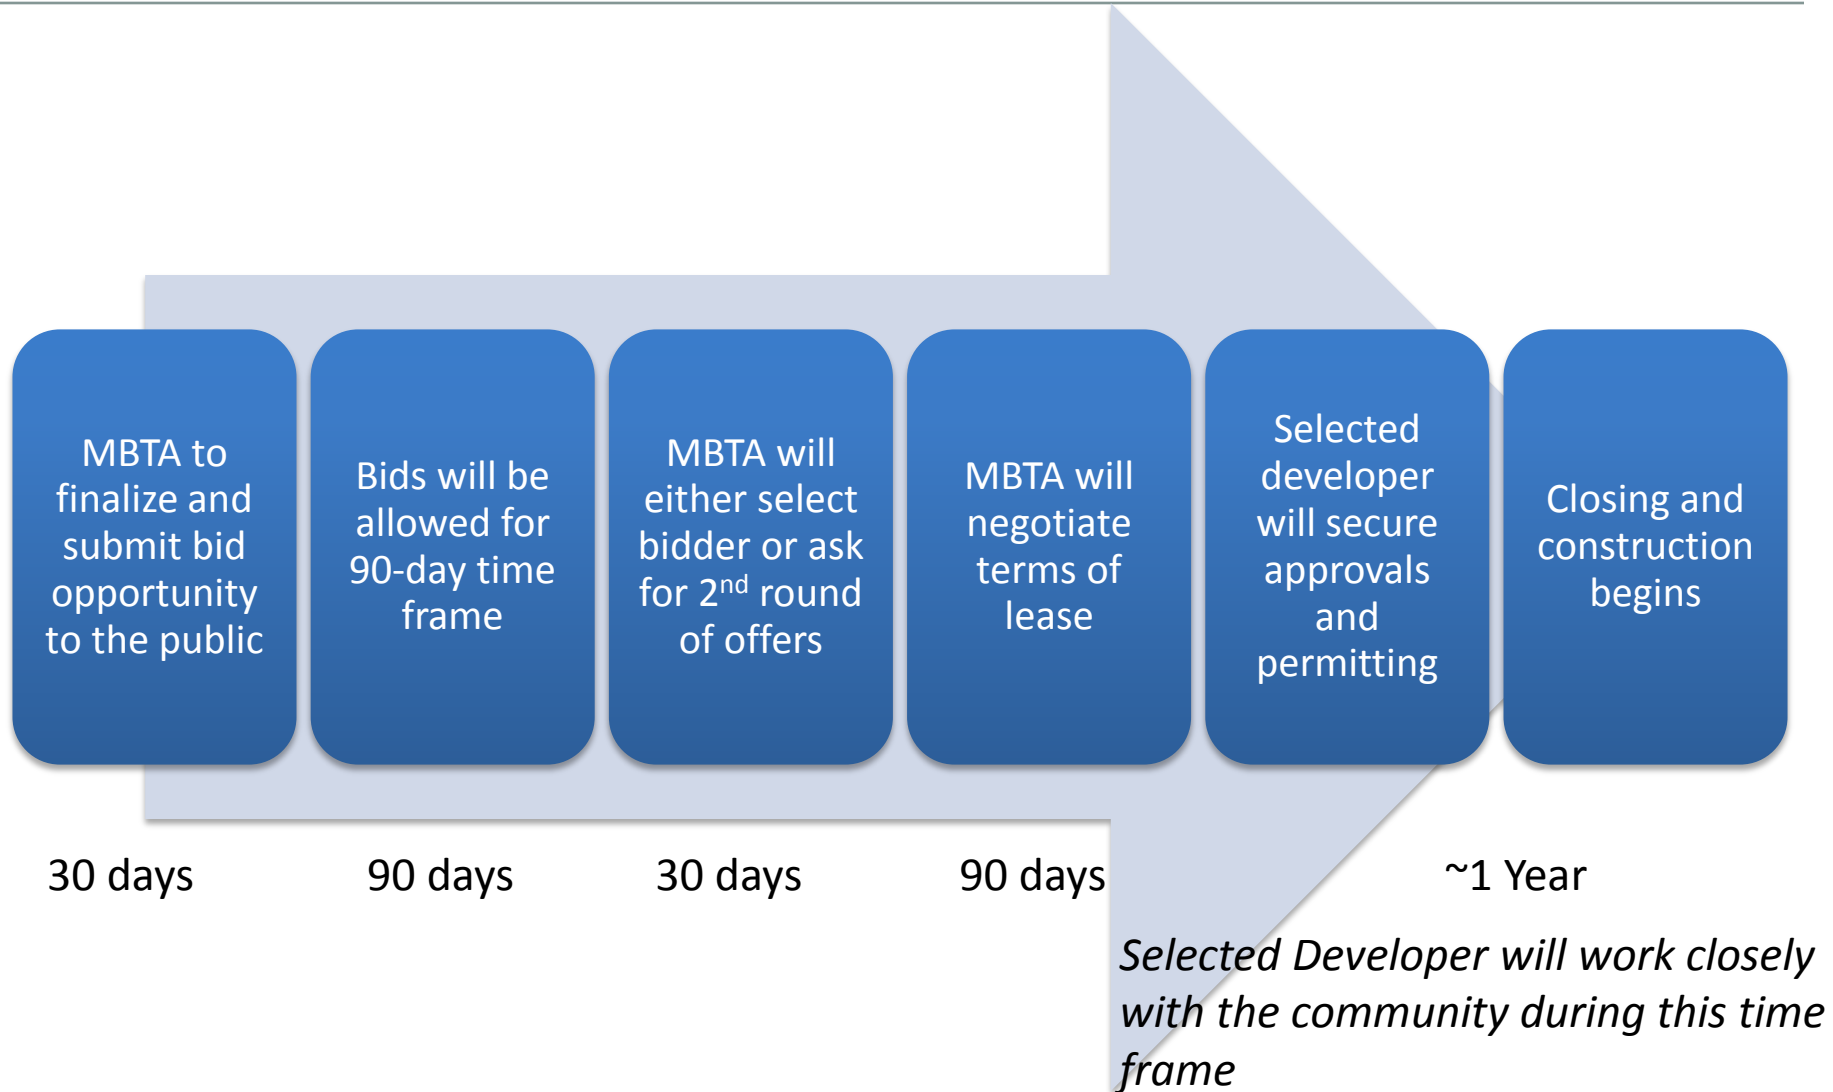 MBTA to
finalize and
submit bid
opportunity
to the public
Bids will be
allowed for
90-day time
frame
MBTA will
either select
bidder or ask
for 2nd round
of offers
MBTA will
negotiate
terms of
lease
Selected
developer
will secure
approvals
and
permitting
Closing and
construction
begins
30 days
90 days
30 days
90 days
~1 Year
Selected Developer will work closely
with the community during this time
frame